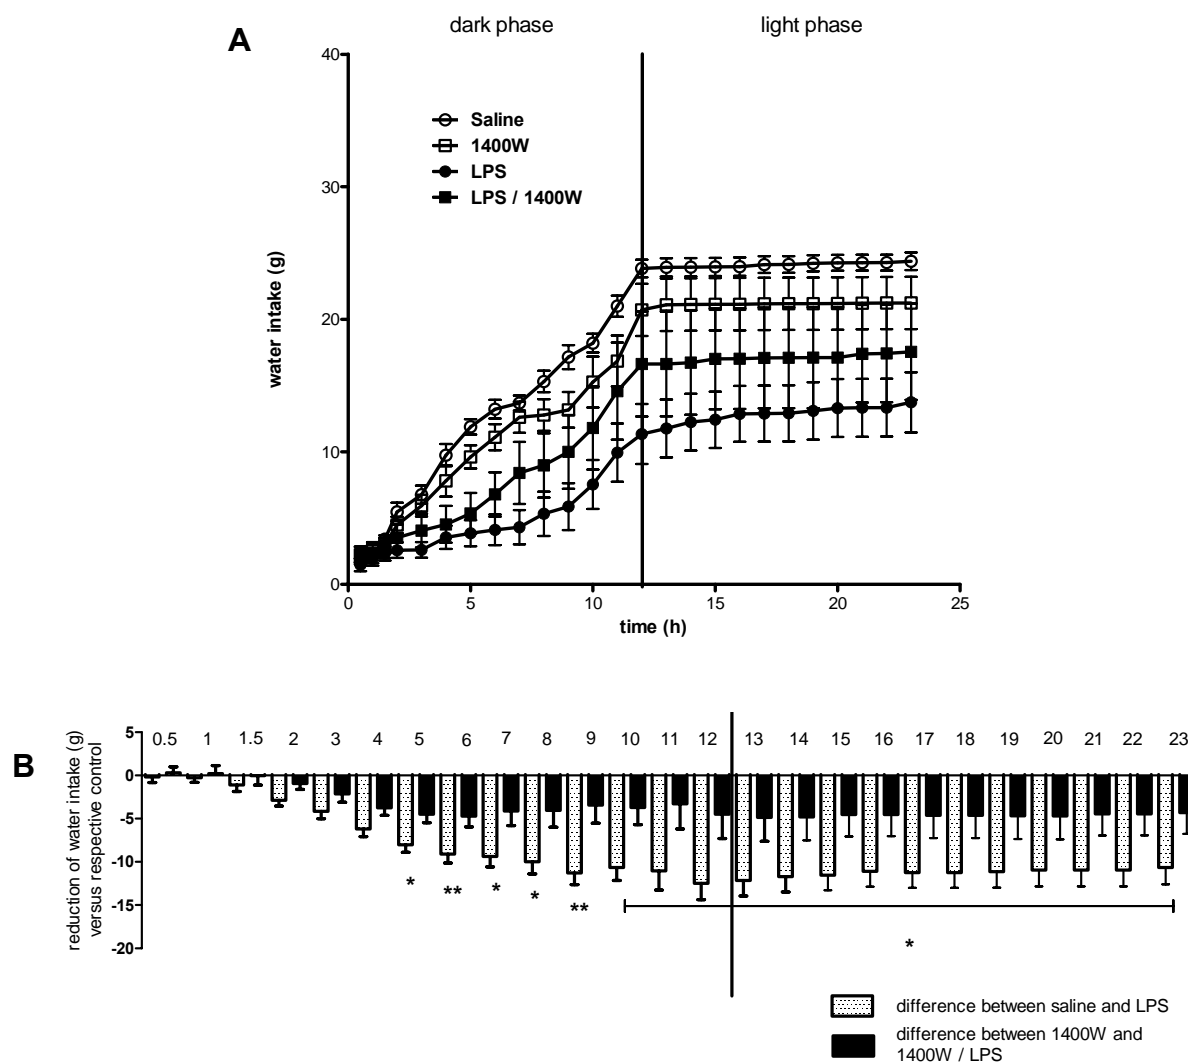 A
dark phase
light phase
40
30
20
10
0
Saline
1400W
LPS
LPS / 1400W
water intake (g)
0
5
10
15
20
25
time (h)
B
reduction of water intake (g)
versus respective control
5
0
-5
-10
-15
-20
0.5 1 1.5 2 3 4 5 6 7 8 9 10 11 12 13 14 15 16 17 18 19 20 21 22 23
* ** * * **
*
difference between saline and LPS
difference between 1400W and
1400W / LPS